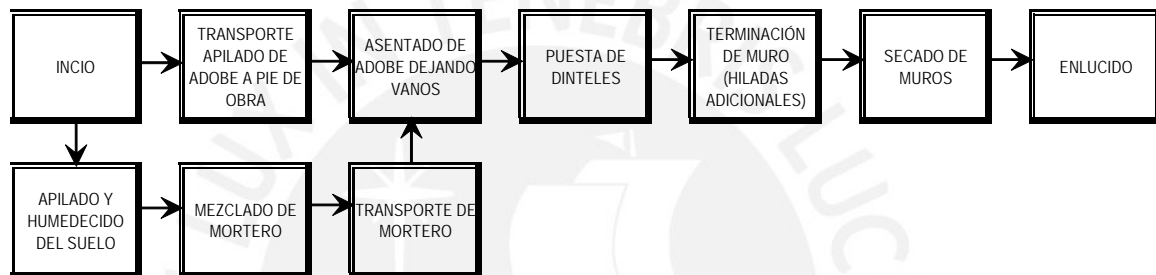 INCIO
TRANSPORTE
APILADO DE
ADOBE A PIE DE
OBRA
ASENTADO DE
ADOBE DEJANDO
VANOS
PUESTA DE
DINTELES
TERMINACIÓN
DE MURO
(HILADAS
ADICIONALES)
SECADO DE
MUROS
ENLUCIDO
APILADO Y
HUMEDECIDO
DEL SUELO
MEZCLADO DE
MORTERO
TRANSPORTE DE
MORTERO